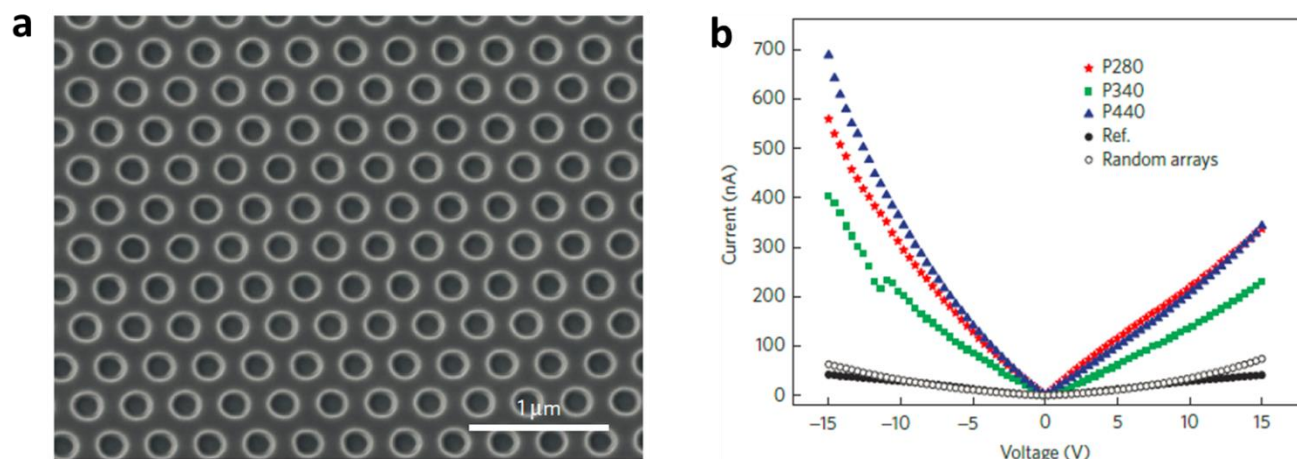 a
1 μm
b
700
600
500
400
300
200
100
0
Current (nA)
P280
P340
P440
Ref.
Random arrays
–15 –10 –5 0 5 10 15
Voltage (V)